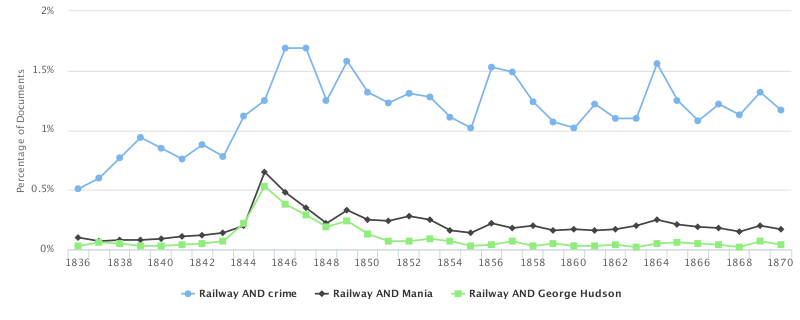 2%
1.5%
1%
0.5%
0%
Percentage of Documents
1836 1838 1840 1842 1844 1846 1848 1850 1852 1854 1856 1858 1860 1862 1864 1866 1868 1870
Railway AND crime Railway AND Mania Railway AND George Hudson